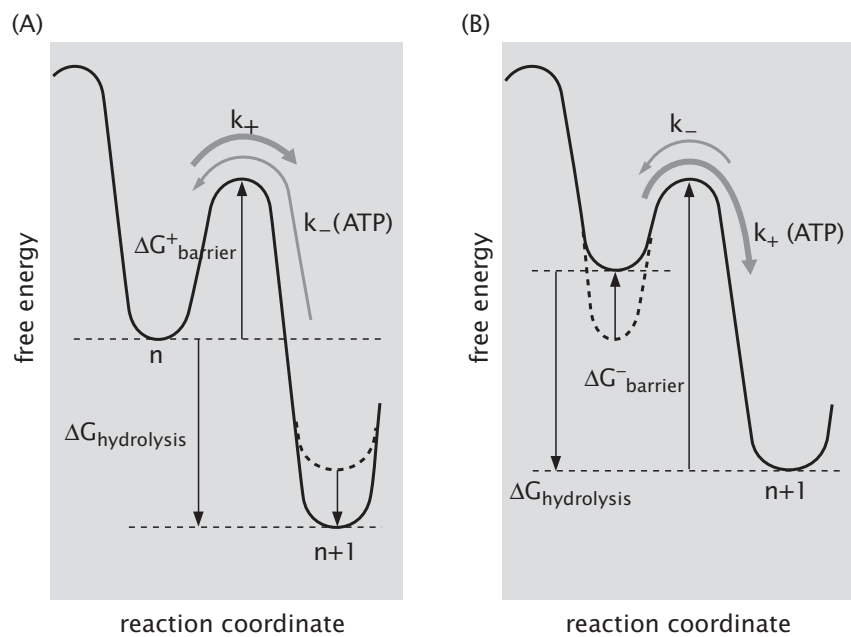 (A)
free energy
k+
k−(ATP)
ΔG+barrier
n
ΔGhydrolysis
n+1
reaction coordinate
(B)
free energy
k−
k+ (ATP)
ΔG−barrier
ΔGhydrolysis
n+1
reaction coordinate